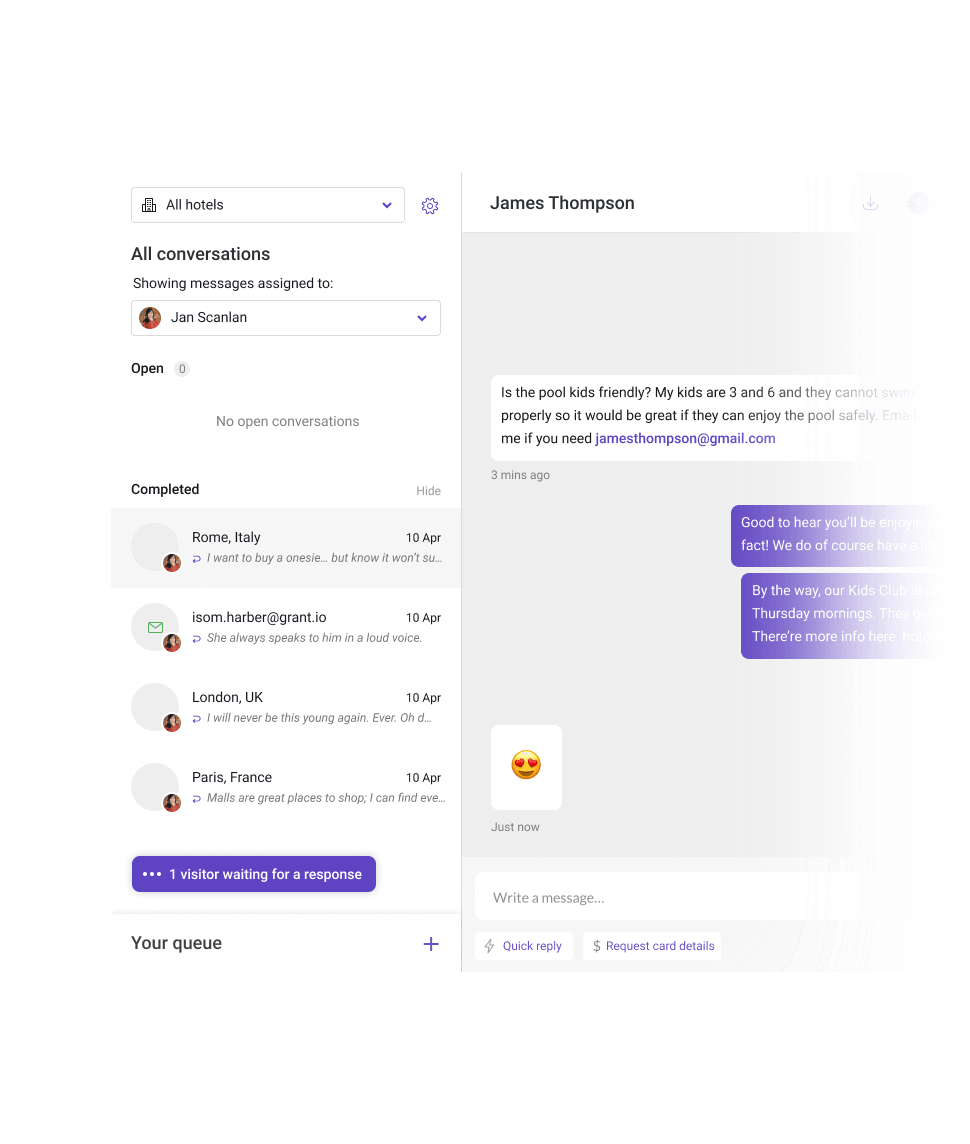 All hotels
All conversations
Showing messages assigned to:
Jan Scanlan
Open 0
No open conversations
Completed
Hide
Rome, Italy 10 Apr
I want to buy a onesie… but know it won’t su…
isom.harber@grant.io 10 Apr
She always speaks to him in a loud voice.
London, UK 10 Apr
I will never be this young again. Ever. Oh d…
Paris, France 10 Apr
Malls are great places to shop; I can find eve…
1 visitor waiting for a response
Your queue
James Thompson
Is the pool kids friendly? My kids are 3 and 6 and they cannot swim
properly so it would be great if they can enjoy the pool safely. Email
me if you need jamesthompson@gmail.com
3 mins ago
Good to hear you’ll be enjoying
fact! We do of course have a
By the way, our Kids Club
Thursday mornings. They
There’re more info here:
Just now
Write a message...
Quick reply
$ Request card details